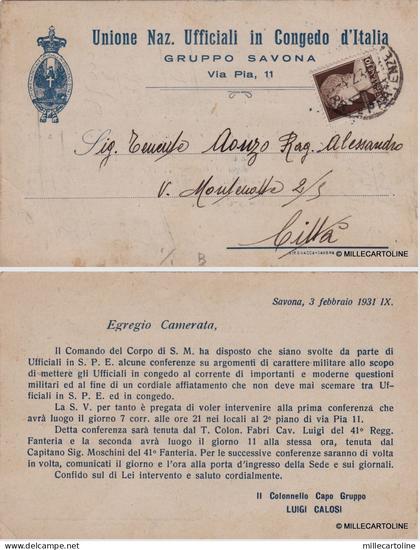 Unione Naz. Ufficiali in Congedo d'Italia
GRUPPO SAVONA
Via Pia, 11
Sig. Tenente Aonzo Rag. Alessandro
V. Montenotte 2/5
Città
© MILLECARTOLINE
Savona, 3 febbraio 1931 IX.
Egregio Camerata,
Il Comando del Corpo di S. M. ha disposto che siano svolte da parte di
Ufficiali in S. P. E. alcune conferenze su argomenti di carattere militare allo scopo
di mettere gli Ufficiali in congedo al corrente di importanti e moderne questioni
militari ed al fine di un cordiale affiatamento che non deve mai scemare tra Uf-
ficiali in S. P. E. ed in congedo.
La S. V. per tanto è pregata di voler intervenire alla prima conferenza che
avrà luogo il giorno 7 corr. alle ore 21 nei locali al 2º piano di via Pia 11.
Detta conferenza sarà tenuta dal T. Colon. Fabri Cav. Luigi del 41º Regg.
Fanteria e la seconda avrà luogo il giorno 11 alla stessa ora, tenuta dal
Capitano Sig. Moschini del 41º Fanteria. Per le successive conferenze saranno di volta
in volta, comunicati il giorno e l'ora alla porta d'ingresso della Sede e sui giornali.
Confido sul di Lei intervento e saluto cordialmente.
Il Colonnello Capo Gruppo
LUIGI CALOSI
© MILLECARTOLINE